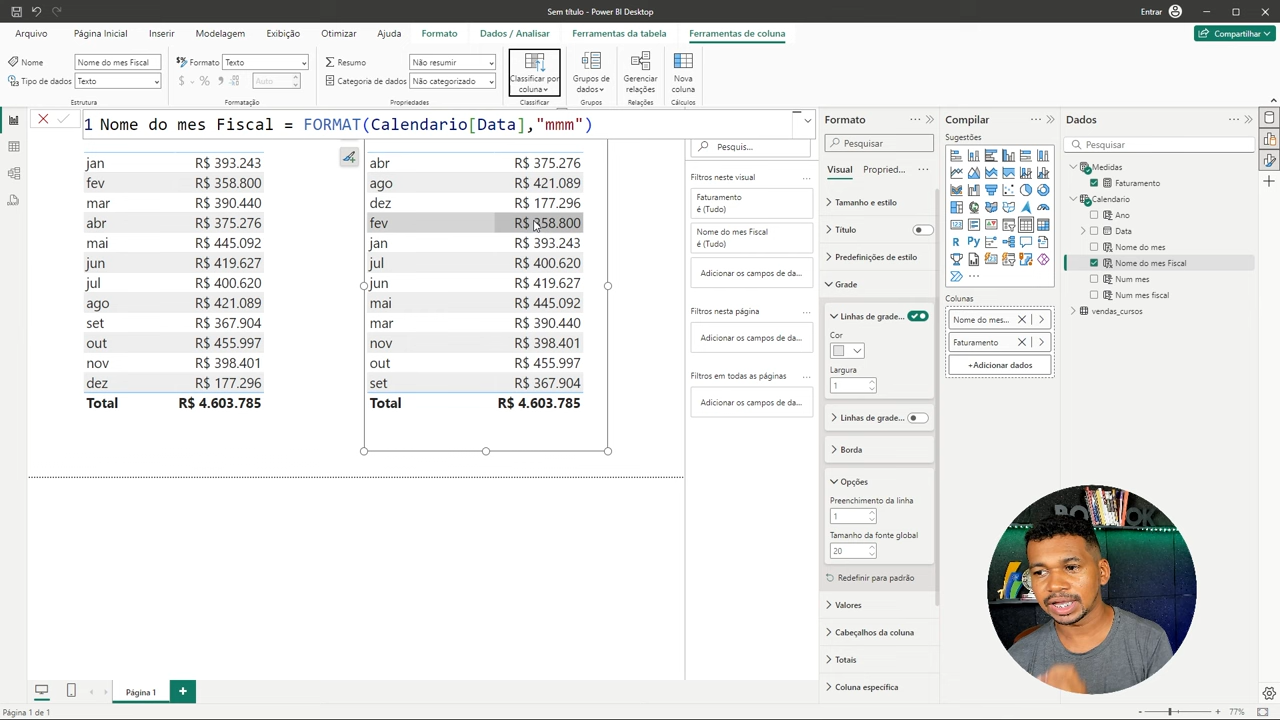 Sem título - Power BI Desktop
Entrar
Arquivo Página Inicial Inserir Modelagem Exibição Otimizar Ajuda Formato Dados / Analisar Ferramentas da tabela Ferramentas de coluna
Compartilhar
Nome Nome do mes Fiscal
Tipo de dados Texto
Estrutura
Formato Texto
$ % Auto
Formatação
Resumo Não resumir
Categoria de dados Não categorizado
Propriedades
Classificar por coluna
Classificar
Grupos de dados
Grupos
Gerenciar relações
Relações
Nova coluna
Cálculos
1 Nome do mes Fiscal = FORMAT(Calendario[Data],"mmm")
jan R$ 393.243
fev R$ 358.800
mar R$ 390.440
abr R$ 375.276
mai R$ 445.092
jun R$ 419.627
jul R$ 400.620
ago R$ 421.089
set R$ 367.904
out R$ 455.997
nov R$ 398.401
dez R$ 177.296
Total R$ 4.603.785
abr R$ 375.276
ago R$ 421.089
dez R$ 177.296
fev R$ 358.800
jan R$ 393.243
jul R$ 400.620
jun R$ 419.627
mai R$ 445.092
mar R$ 390.440
nov R$ 398.401
out R$ 455.997
set R$ 367.904
Total R$ 4.603.785
Pesquis...
Filtros neste visual ...
Faturamento
é (Tudo)
Nome do mes Fiscal
é (Tudo)
Adicionar os campos de da...
Filtros nesta página ...
Adicionar os campos de da...
Filtros em todas as páginas ...
Adicionar os campos de da...
Formato
Pesquisar
Visual Propried... ...
Tamanho e estilo
Título
Predefinições de estilo
Grade
Linhas de grade...
Cor
Largura
1
Linhas de grade...
Borda
Opções
Preenchimento da linha
1
Tamanho da fonte global
20
Redefinir para padrão
Valores
Cabeçalhos da coluna
Totais
Coluna específica
Compilar
Sugestões
R Py
...
Colunas
Nome do mes...
Faturamento
+Adicionar dados
Dados
Pesquisar
Medidas
Faturamento
Calendario
Ano
Data
Nome do mes
Nome do mes Fiscal
Num mes
Num mes fiscal
vendas_cursos
Página 1
Página 1 de 1
77%